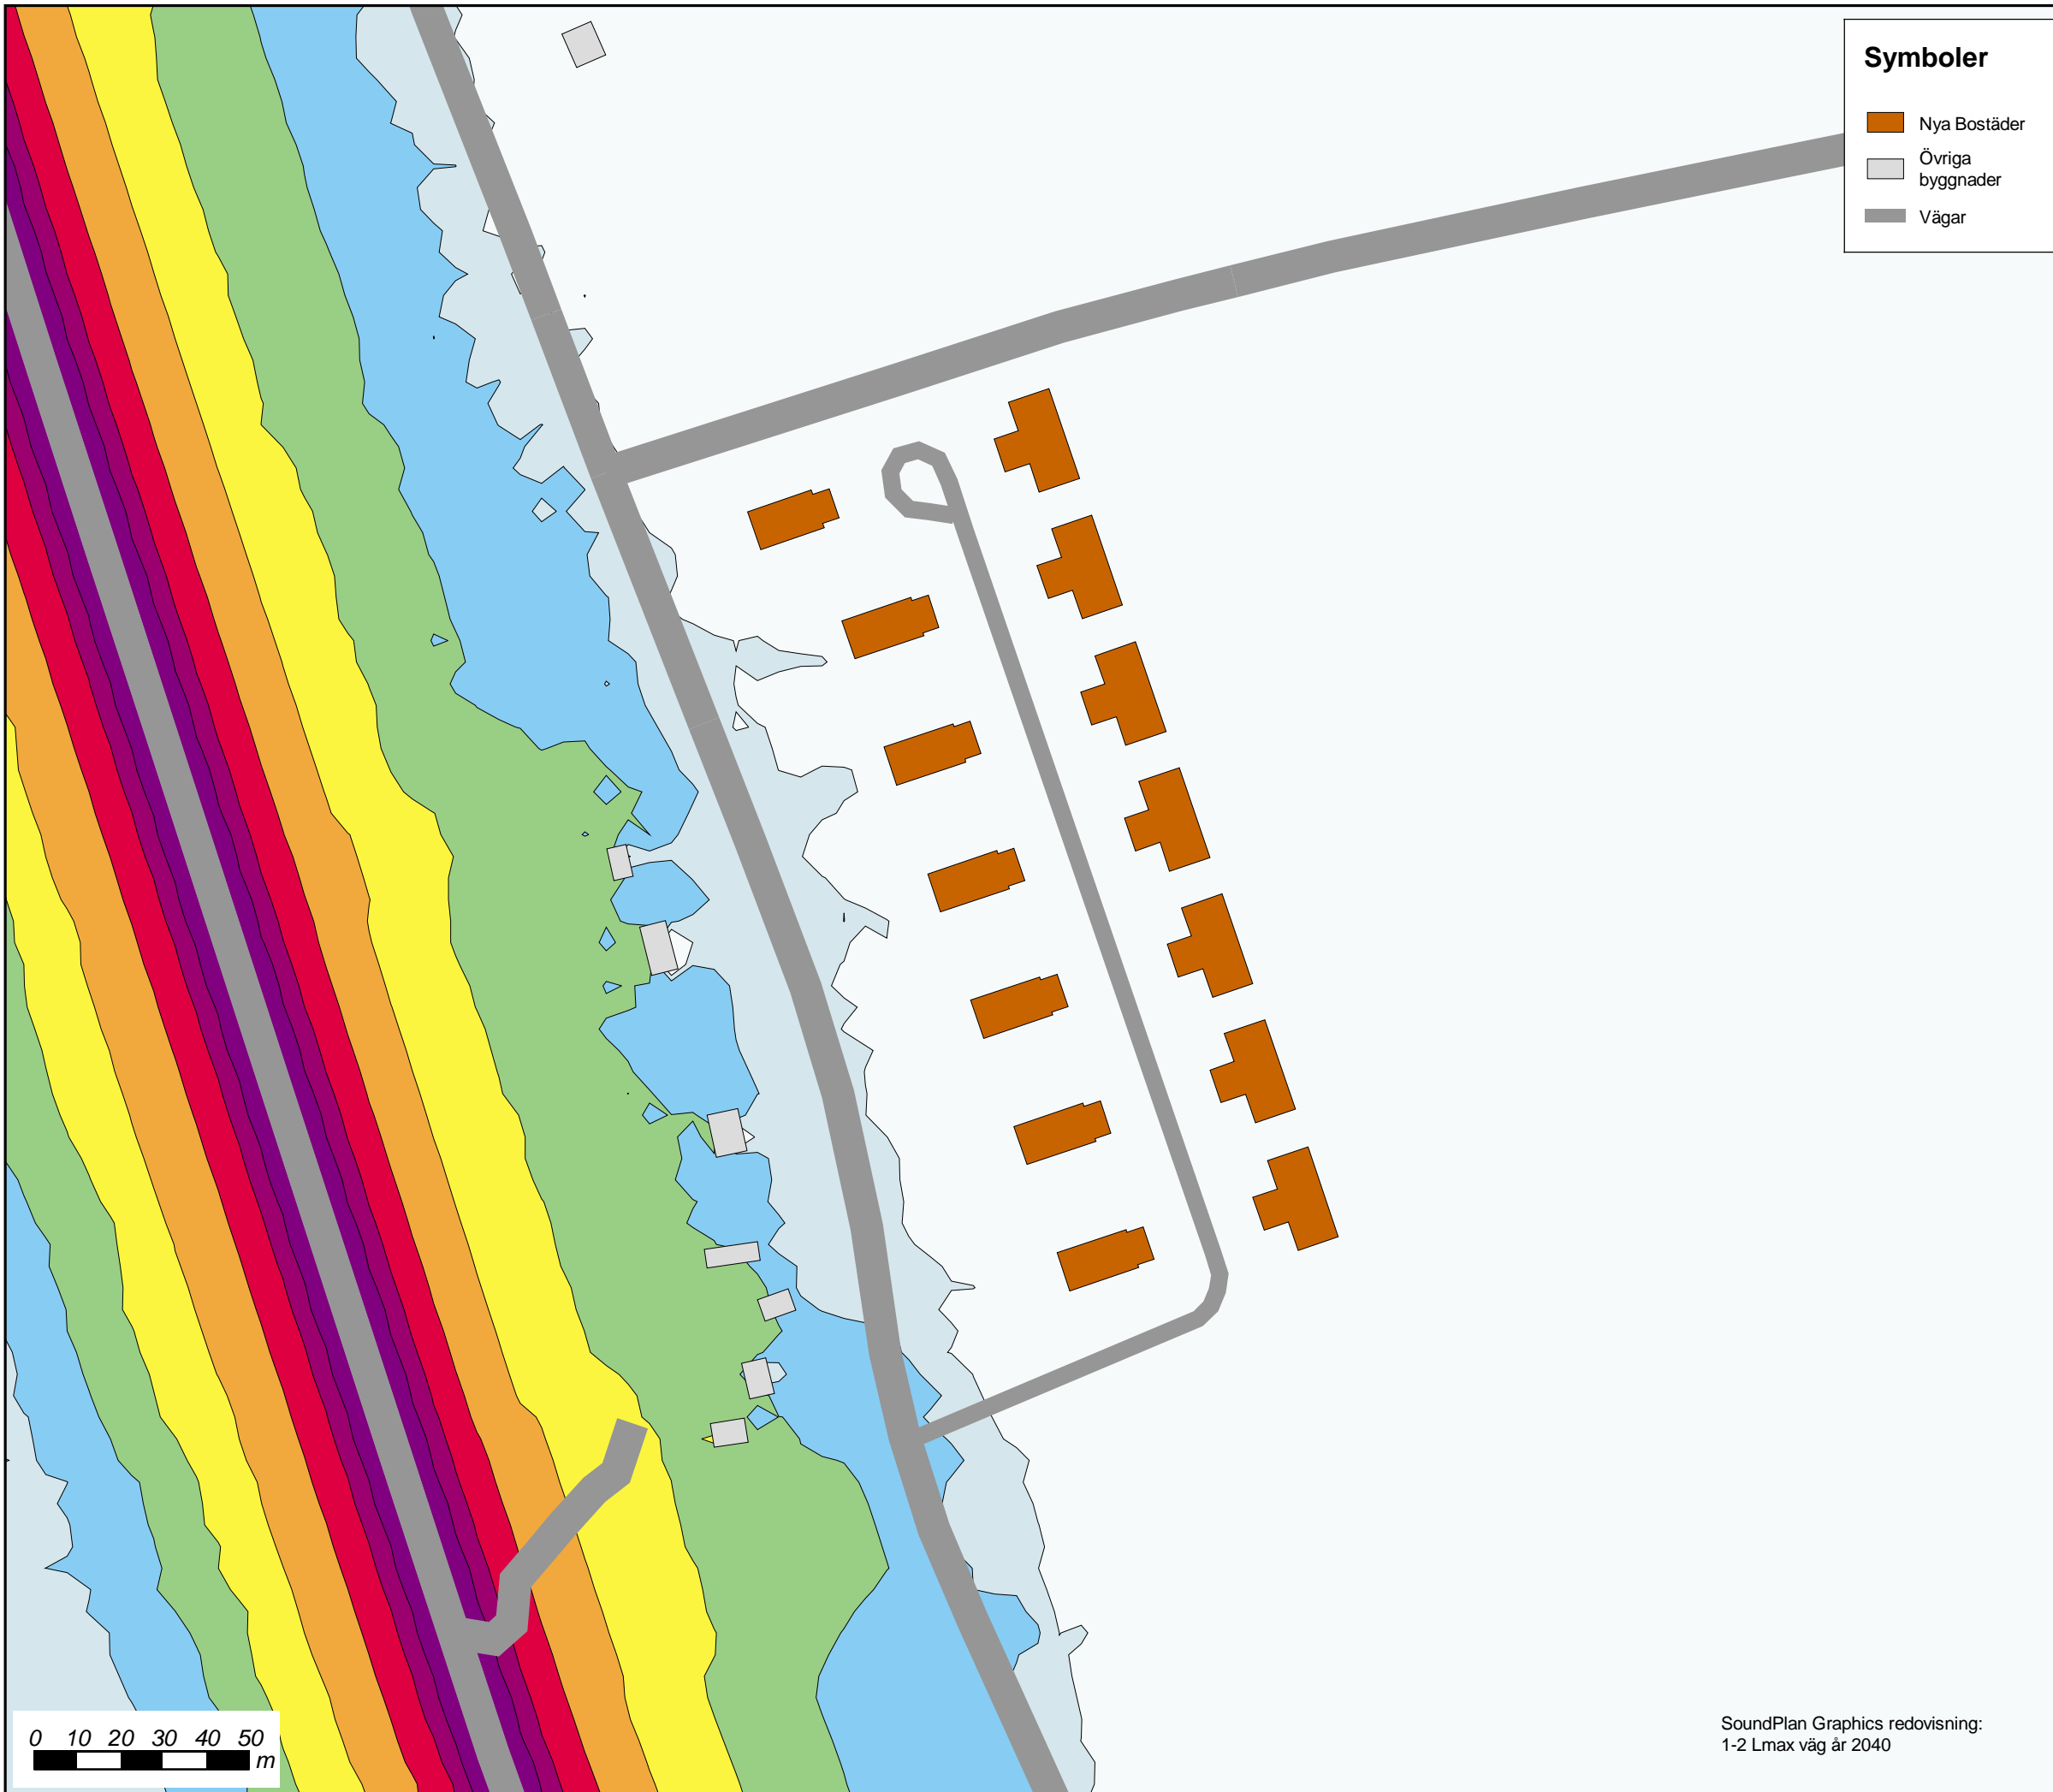 Symboler
Nya Bostäder
Övriga
byggnader
Vägar
0 10 20 30 40 50
m
SoundPlan Graphics redovisning:
1-2 Lmax väg år 2040